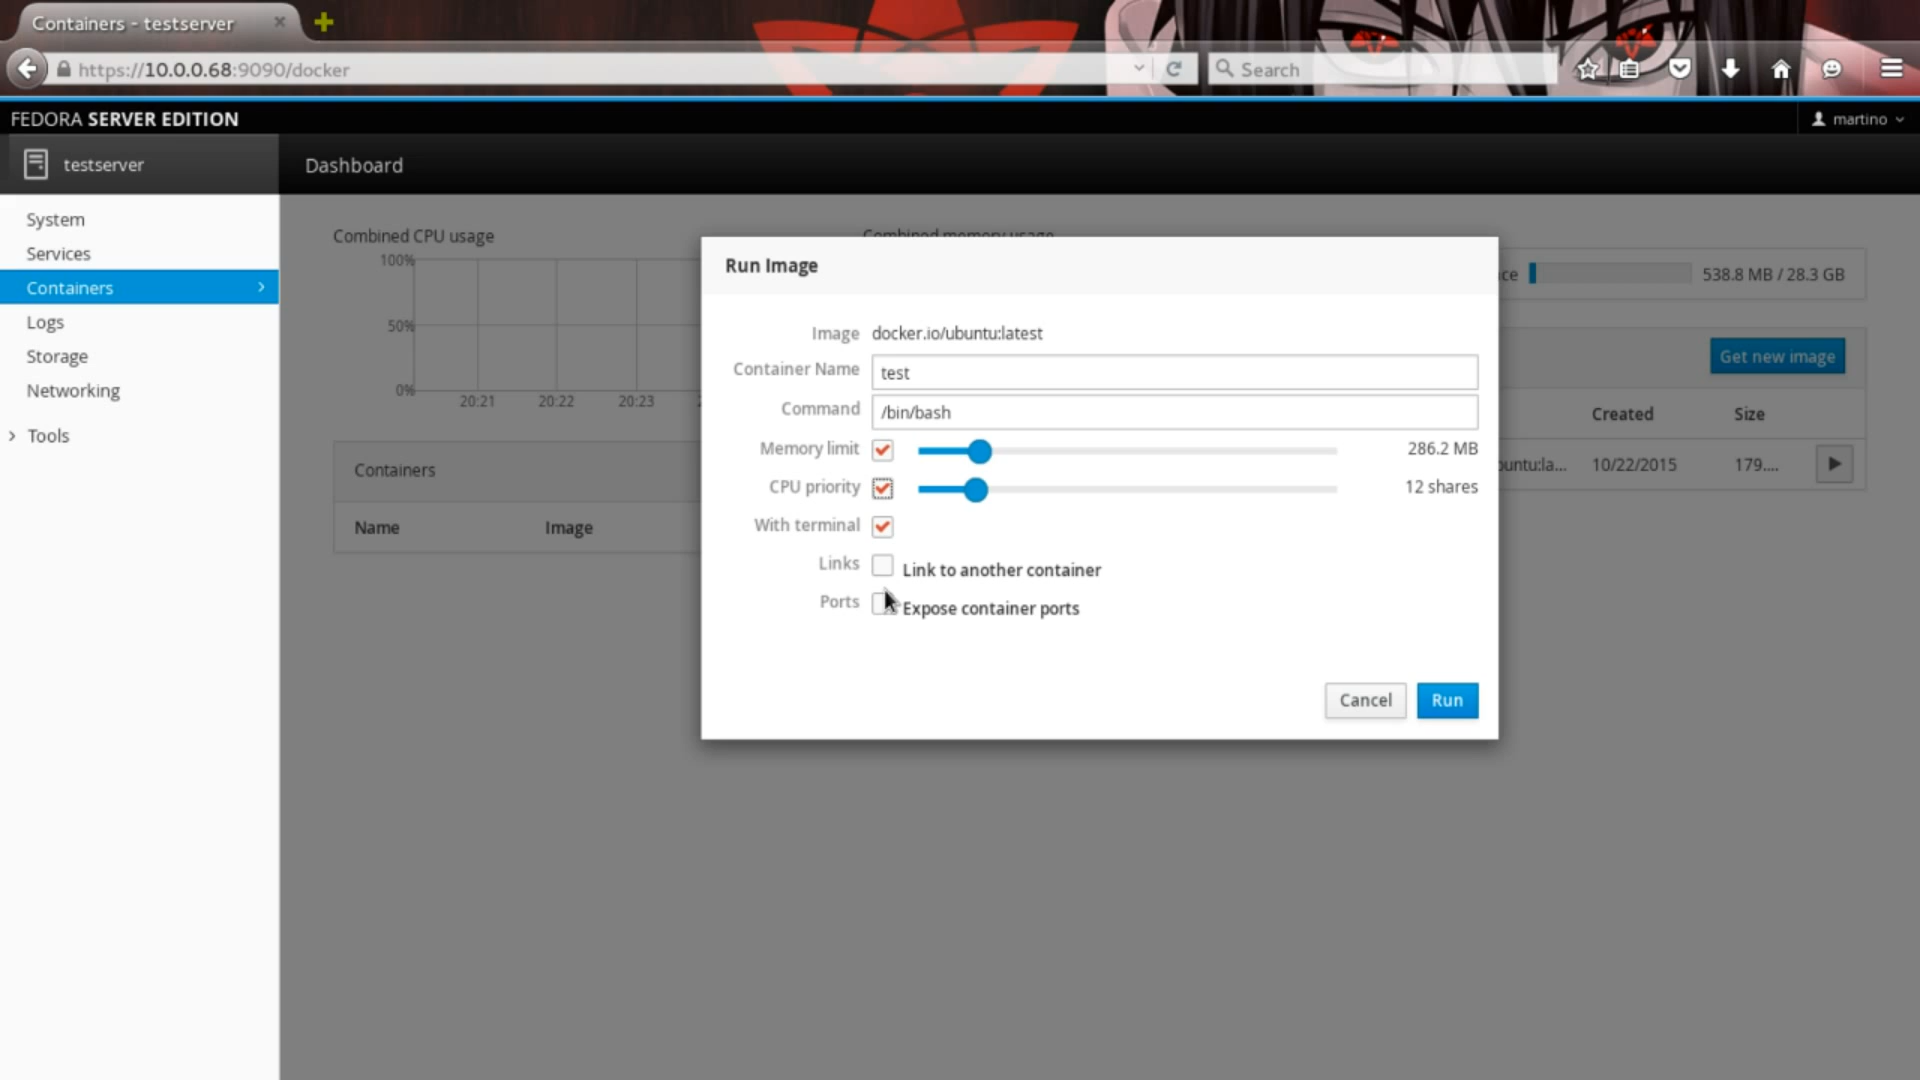 Containers - testserver
https://10.0.0.68:9090/docker
Search
FEDORA SERVER EDITION
martino
testserver
Dashboard
System
Services
Containers
Logs
Storage
Networking
Tools
Combined CPU usage
100%
50%
0%
20:21 20:22 20:23
Combined memory usage
538.8 MB / 28.3 GB
Get new image
Created Size
10/22/2015 179....
Containers
Name Image
Run Image
Image docker.io/ubuntu:latest
Container Name test
Command /bin/bash
Memory limit 286.2 MB
CPU priority 12 shares
With terminal
Links Link to another container
Ports Expose container ports
Cancel Run